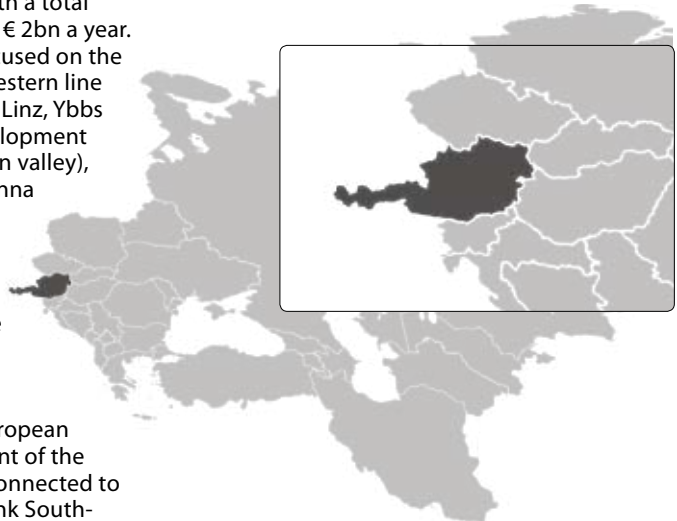 th a total
€ 2bn a year.
used on the
estern line
Linz, Ybbs
lopment
n valley),
nna
ropean
nt of the
onnected to
nk South-